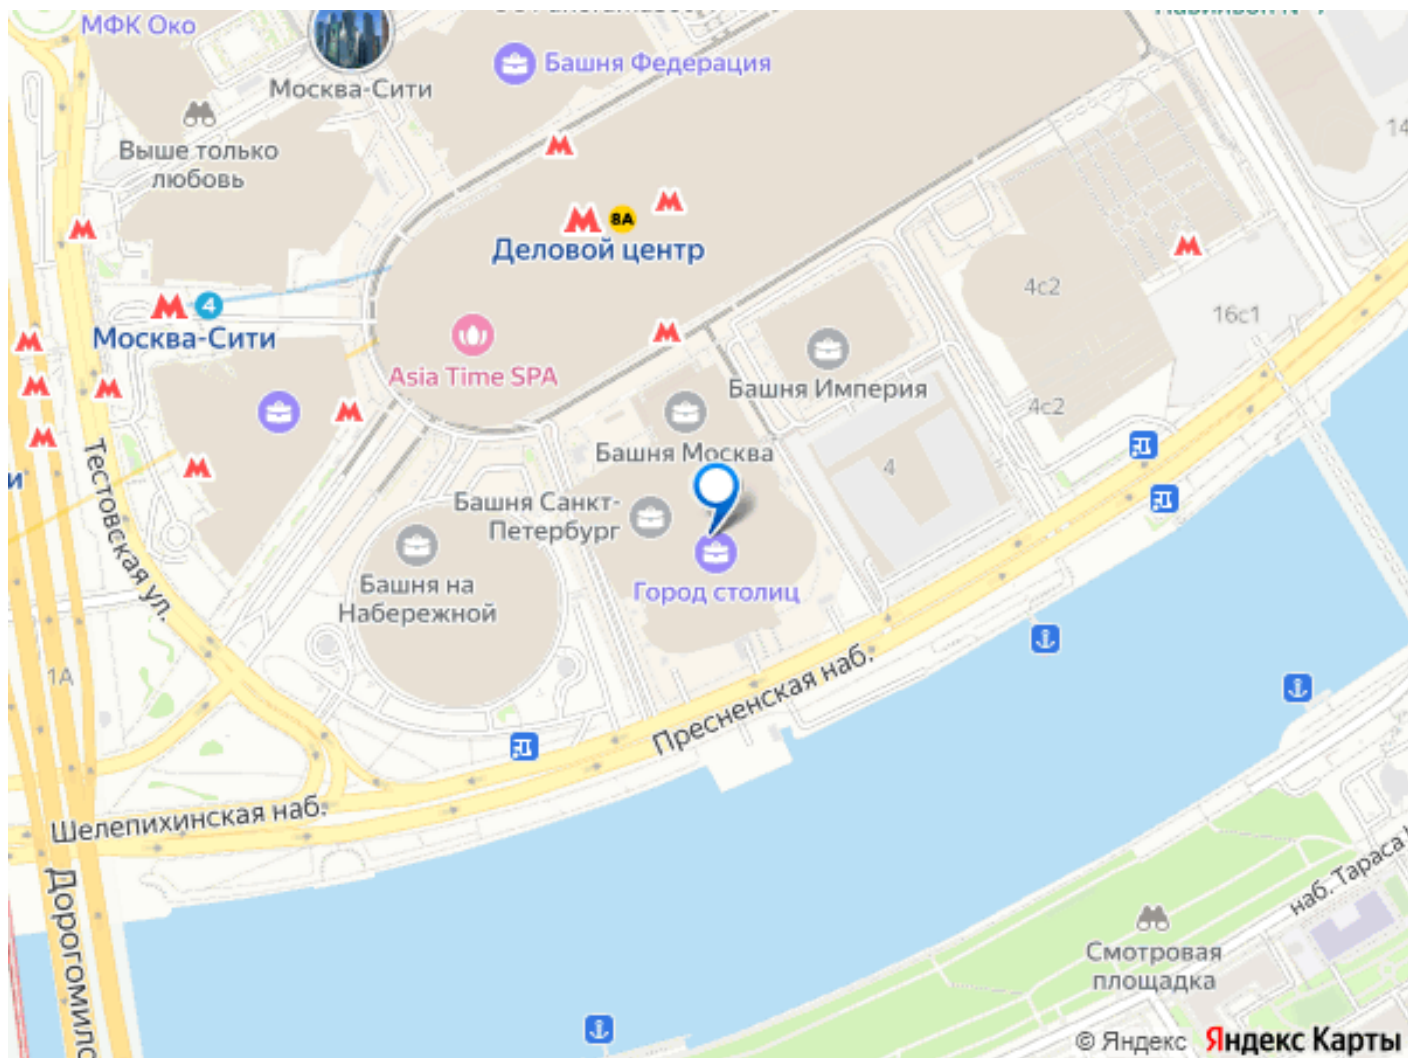 МФК Око
Башня Федерация
Москва-Сити
Выше только
любовь
14
М
М
М
8А
М
Деловой центр
М
4с2
М
4
Москва-Сити
16с1
М
М
Asia Time SPA
Башня Империя
М
М
М
4с2
М
Башня Москва
М
4
и
Башня Санкт-
Петербург
Тестовская ул.
Башня на
Набережной
Город столиц
1А
Пресненская наб.
Шелепихинская наб.
наб. Тараса
Дорогомило
Смотровая
площадка
© Яндекс Яндекс Карты